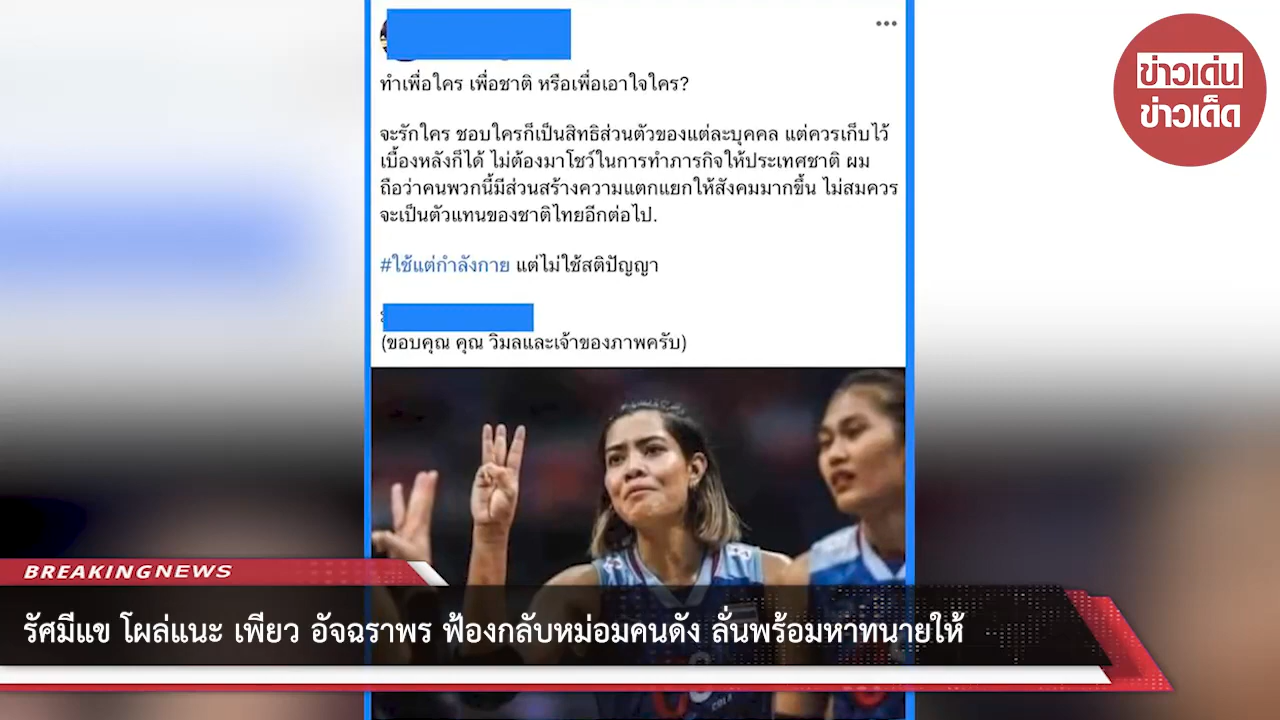 ทำเพื่อใคร เพื่อชาติ หรือเพื่อเอาใจใคร?
จะรักใคร ชอบใครก็เป็นสิทธิส่วนตัวของแต่ละบุคคล แต่ควรเก็บไว้
เบื้องหลังก็ได้ ไม่ต้องมาโชว์ในการทำภารกิจให้ประเทศชาติ ผม
ถือว่าคนพวกนี้มีส่วนสร้างความแตกแยกให้สังคมมากขึ้น ไม่สมควร
จะเป็นตัวแทนของชาติไทยอีกต่อไป.
#ใช้แต่กำลังกาย แต่ไม่ใช้สติปัญญา
(ขอบคุณ คุณ วิมลและเจ้าของภาพครับ)
ข่าวเด่น
ข่าวเด็ด
BREAKING NEWS
รัศมีแข โผล่แนะ เพียว อัจฉราพร ฟ้องกลับหม่อมคนดัง ลั่นพร้อมหาทนายให้